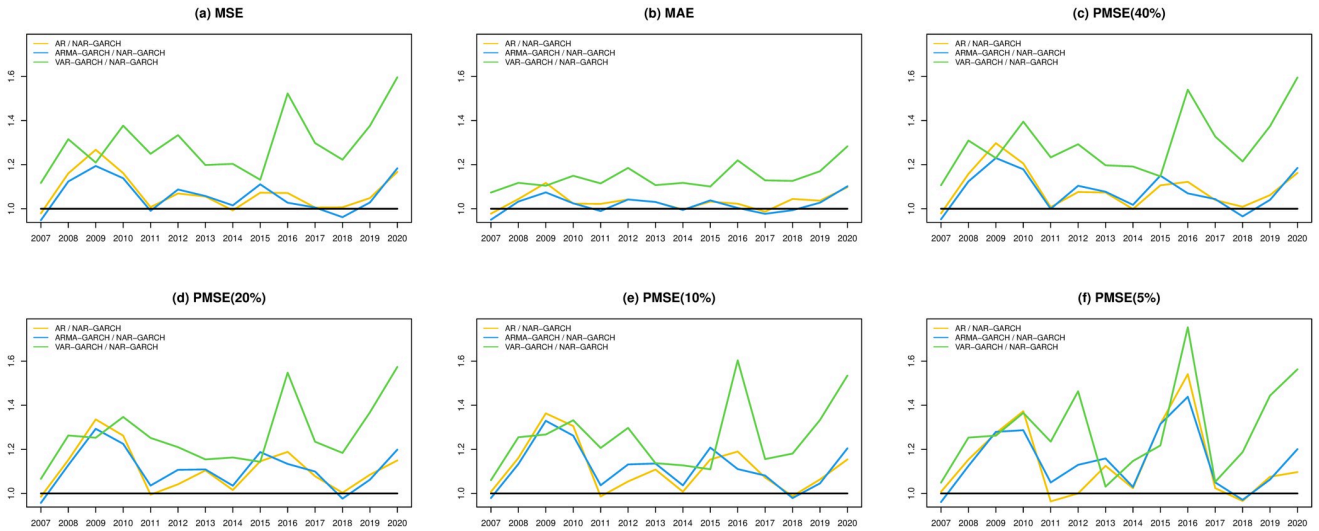 (a) MSE
AR / NAR−GARCH
ARMA−GARCH / NAR−GARCH
VAR−GARCH / NAR−GARCH
1.6
1.4
1.2
1.0
2007 2008 2009 2010 2011 2012 2013 2014 2015 2016 2017 2018 2019 2020
(b) MAE
AR / NAR−GARCH
ARMA−GARCH / NAR−GARCH
VAR−GARCH / NAR−GARCH
1.6
1.4
1.2
1.0
2007 2008 2009 2010 2011 2012 2013 2014 2015 2016 2017 2018 2019 2020
(c) PMSE(40%)
AR / NAR−GARCH
ARMA−GARCH / NAR−GARCH
VAR−GARCH / NAR−GARCH
1.6
1.4
1.2
1.0
2007 2008 2009 2010 2011 2012 2013 2014 2015 2016 2017 2018 2019 2020
(d) PMSE(20%)
AR / NAR−GARCH
ARMA−GARCH / NAR−GARCH
VAR−GARCH / NAR−GARCH
1.6
1.4
1.2
1.0
2007 2008 2009 2010 2011 2012 2013 2014 2015 2016 2017 2018 2019 2020
(e) PMSE(10%)
AR / NAR−GARCH
ARMA−GARCH / NAR−GARCH
VAR−GARCH / NAR−GARCH
1.6
1.4
1.2
1.0
2007 2008 2009 2010 2011 2012 2013 2014 2015 2016 2017 2018 2019 2020
(f) PMSE(5%)
AR / NAR−GARCH
ARMA−GARCH / NAR−GARCH
VAR−GARCH / NAR−GARCH
1.6
1.4
1.2
1.0
2007 2008 2009 2010 2011 2012 2013 2014 2015 2016 2017 2018 2019 2020